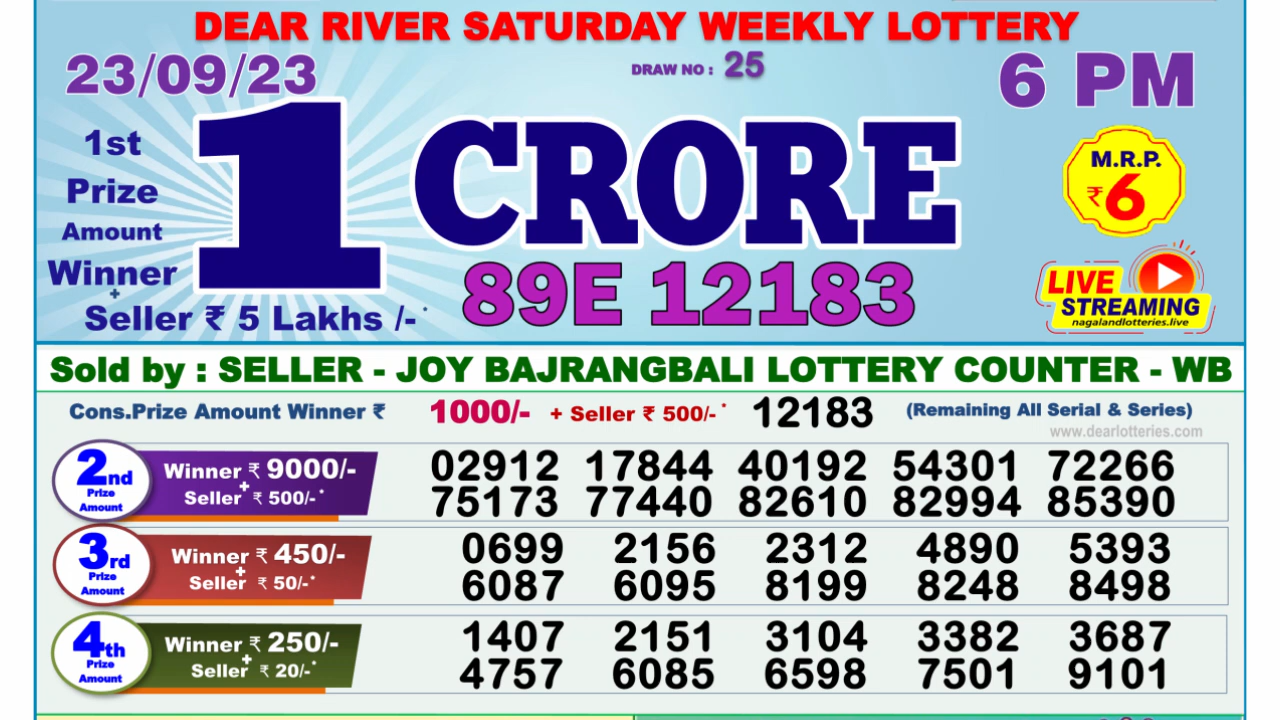 DEAR RIVER SATURDAY WEEKLY LOTTERY
23/09/23
DRAW NO : 25
6 PM
1st
Prize
Amount
Winner
+
Seller ₹ 5 Lakhs /-*
1 CRORE
89E 12183
M.R.P.
₹6
LIVE
STREAMING
nagalandlotteries.live
Sold by : SELLER - JOY BAJRANGBALI LOTTERY COUNTER - WB
Cons.Prize Amount Winner ₹ 1000/- + Seller ₹ 500/-* 12183 (Remaining All Serial & Series)
www.dearlotteries.com
2nd
Prize
Amount
Winner ₹ 9000/-
+
Seller ₹ 500/-*
02912 17844 40192 54301 72266
75173 77440 82610 82994 85390
3rd
Prize
Amount
Winner ₹ 450/-
+
Seller ₹ 50/-*
0699 2156 2312 4890 5393
6087 6095 8199 8248 8498
4th
Prize
Amount
Winner ₹ 250/-
+
Seller ₹ 20/-*
1407 2151 3104 3382 3687
4757 6085 6598 7501 9101